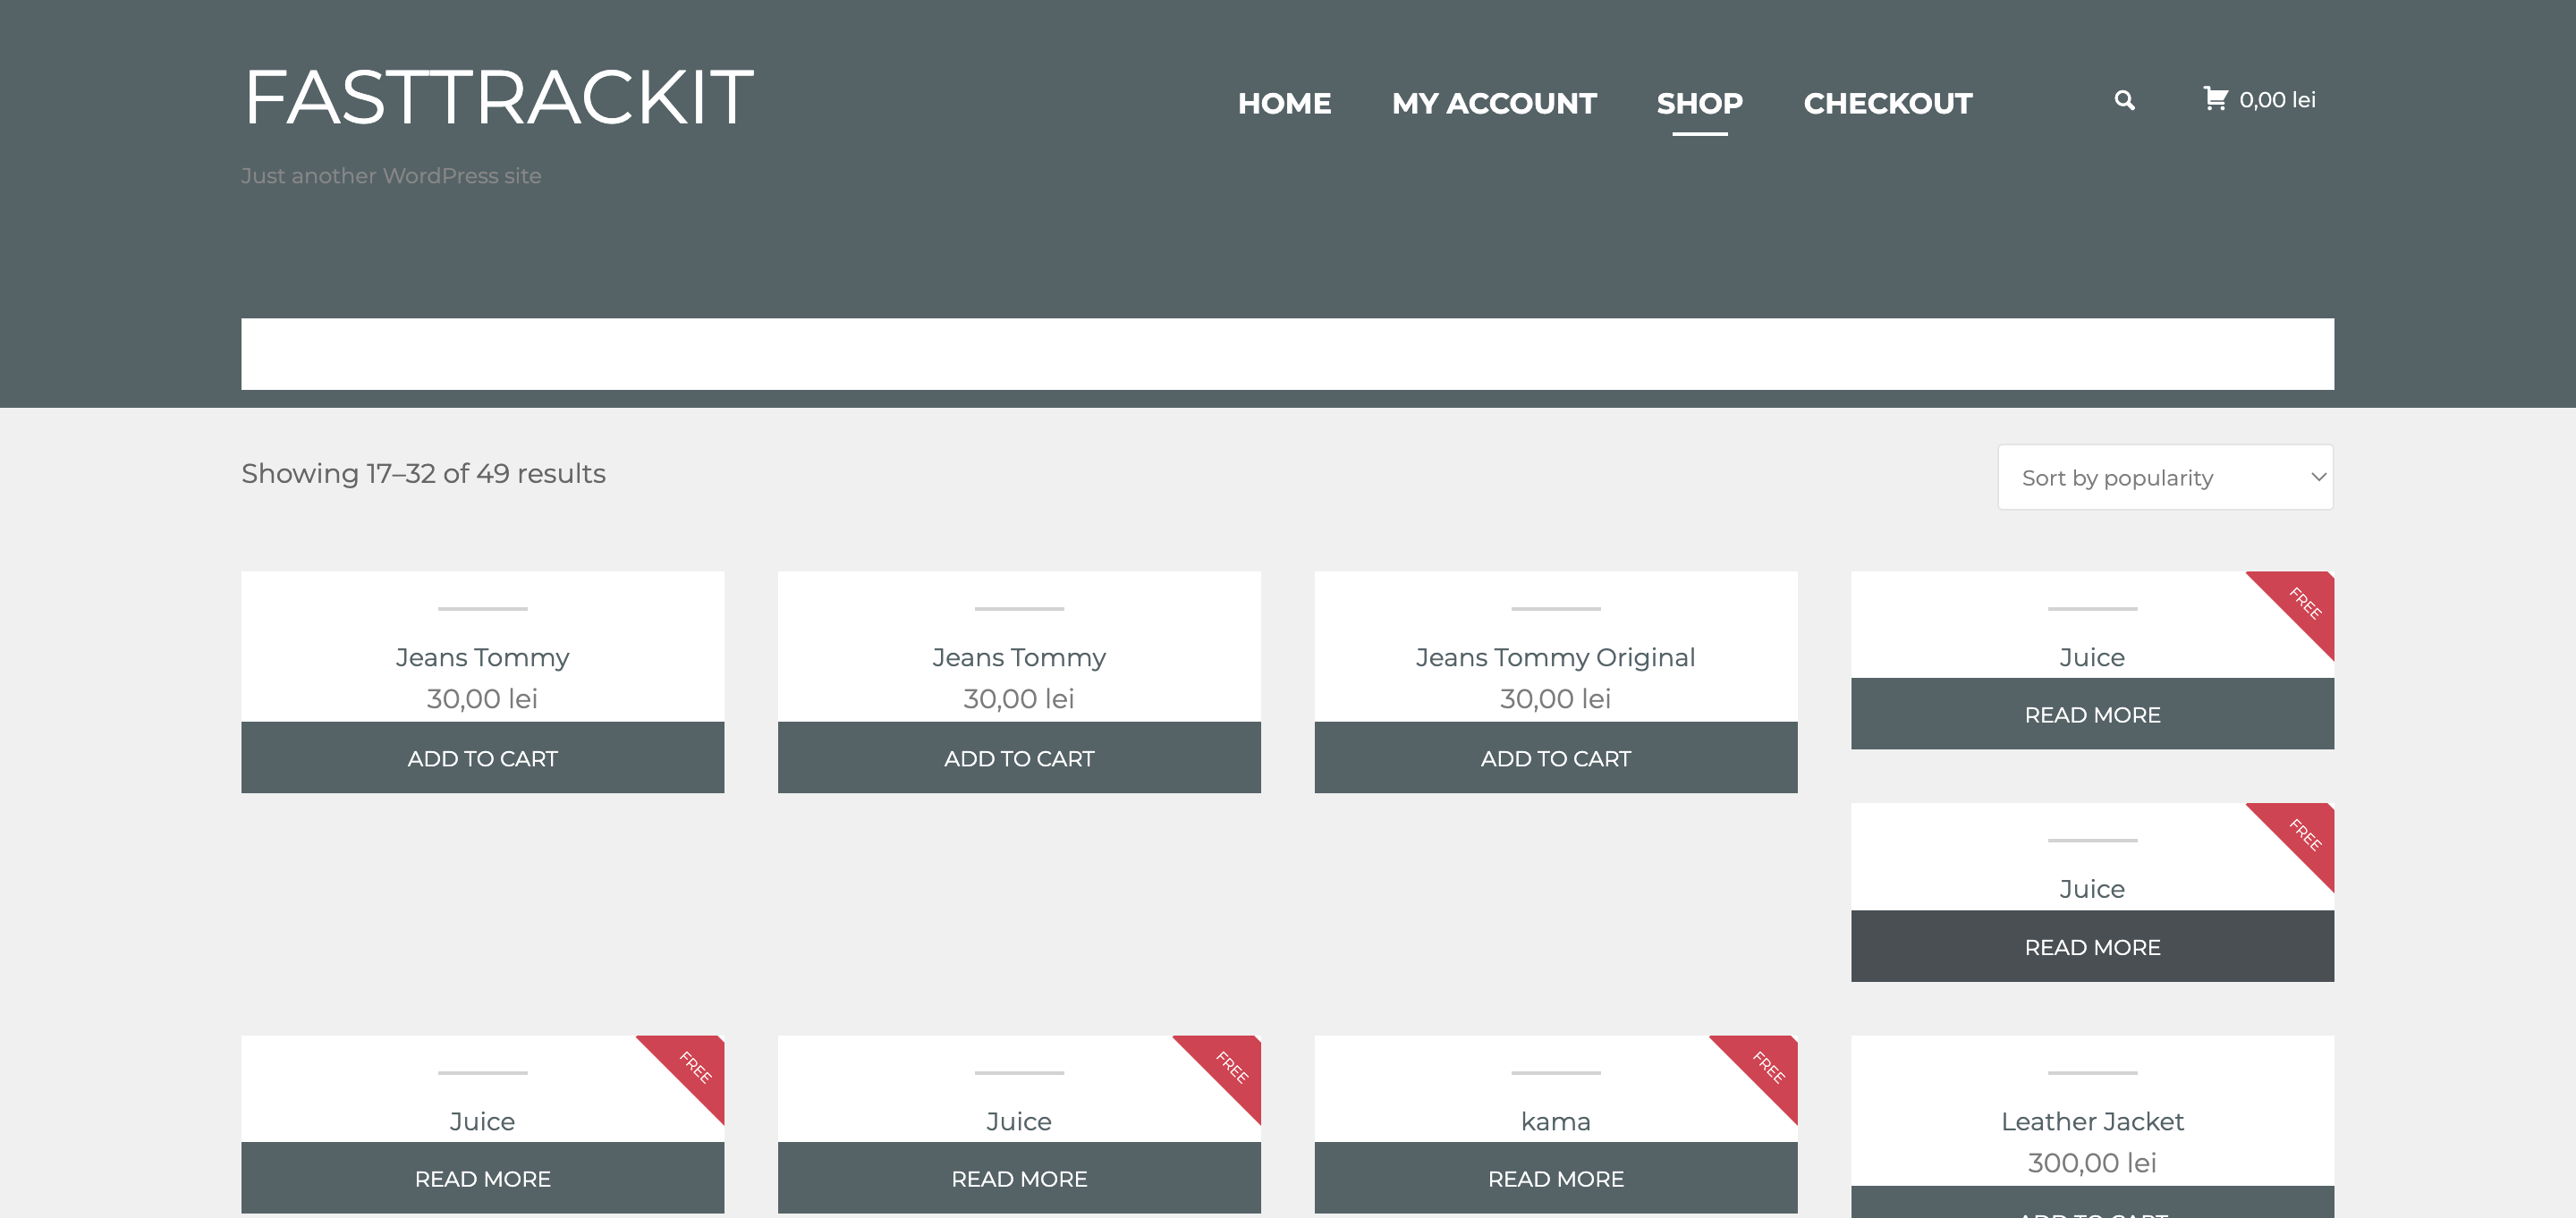 FASTTRACKIT
Just another WordPress site
HOME MY ACCOUNT SHOP CHECKOUT 0,00 lei
Showing 17–32 of 49 results
Sort by popularity
Jeans Tommy
30,00 lei
ADD TO CART
Jeans Tommy
30,00 lei
ADD TO CART
Jeans Tommy Original
30,00 lei
ADD TO CART
FREE
Juice
READ MORE
FREE
Juice
READ MORE
FREE
Juice
READ MORE
FREE
Juice
READ MORE
FREE
kama
READ MORE
Leather Jacket
300,00 lei
ADD TO CART